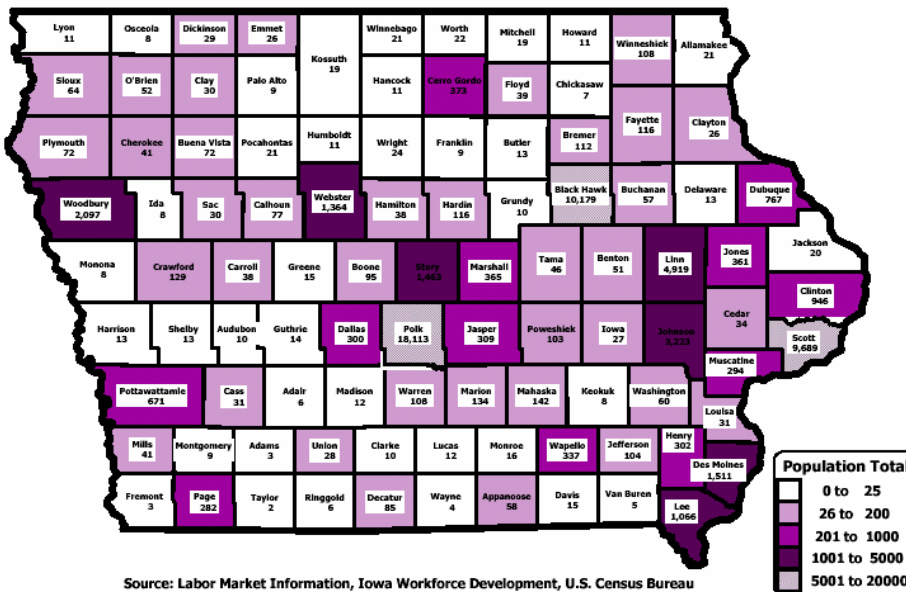 Lyon
11
Osceola
8
Dickinson
29
Emmet
26
Kossuth
19
Winnebago
21
Worth
22
Mitchell
19
Howard
11
Winneshiek
108
Allamakee
21
Sioux
64
O'Brien
52
Clay
30
Palo Alto
9
Hancock
11
Cerro Gordo
373
Floyd
39
Chickasaw
7
Fayette
116
Clayton
26
Plymouth
72
Cherokee
41
Buena Vista
72
Pocahontas
21
Humboldt
11
Wright
24
Franklin
9
Butler
13
Bremer
112
Woodbury
2,097
Ida
8
Sac
30
Calhoun
77
Webster
1,364
Hamilton
38
Hardin
116
Grundy
10
Black Hawk
10,179
Buchanan
57
Delaware
13
Dubuque
767
Monona
8
Crawford
129
Carroll
38
Greene
15
Boone
95
Story
1,463
Marshall
365
Tama
46
Benton
51
Linn
4,919
Jones
361
Jackson
20
Clinton
946
Harrison
13
Shelby
13
Audubon
10
Guthrie
14
Dallas
300
Polk
18,113
Jasper
309
Poweshiek
103
Iowa
27
Johnson
3,223
Cedar
34
Scott
9,689
Muscatine
294
Pottawattamie
671
Cass
31
Adair
6
Madison
12
Warren
108
Marion
134
Mahaska
142
Keokuk
8
Washington
60
Louisa
31
Mills
41
Montgomery
9
Adams
3
Union
28
Clarke
10
Lucas
12
Monroe
16
Wapello
337
Jefferson
104
Henry
302
Des Moines
1,511
Fremont
3
Page
282
Taylor
2
Ringgold
6
Decatur
85
Wayne
4
Appanoose
58
Davis
15
Van Buren
5
Lee
1,066
Population Total
0 to 25
26 to 200
201 to 1000
1001 to 5000
5001 to 20000
Source: Labor Market Information, Iowa Workforce Development, U.S. Census Bureau